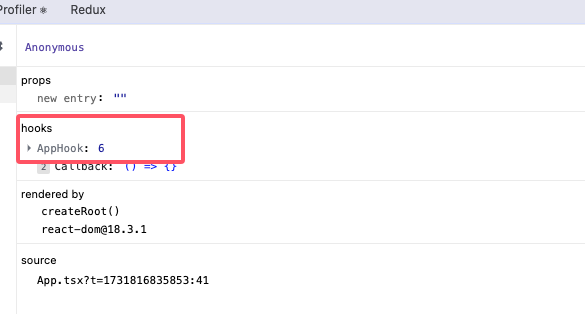 Profiler ⚛ Redux
Anonymous
props
new entry: ""
hooks
AppHook: 6
2 Callback: () => {}
rendered by
createRoot()
react-dom@18.3.1
source
App.tsx?t=1731816835853:41